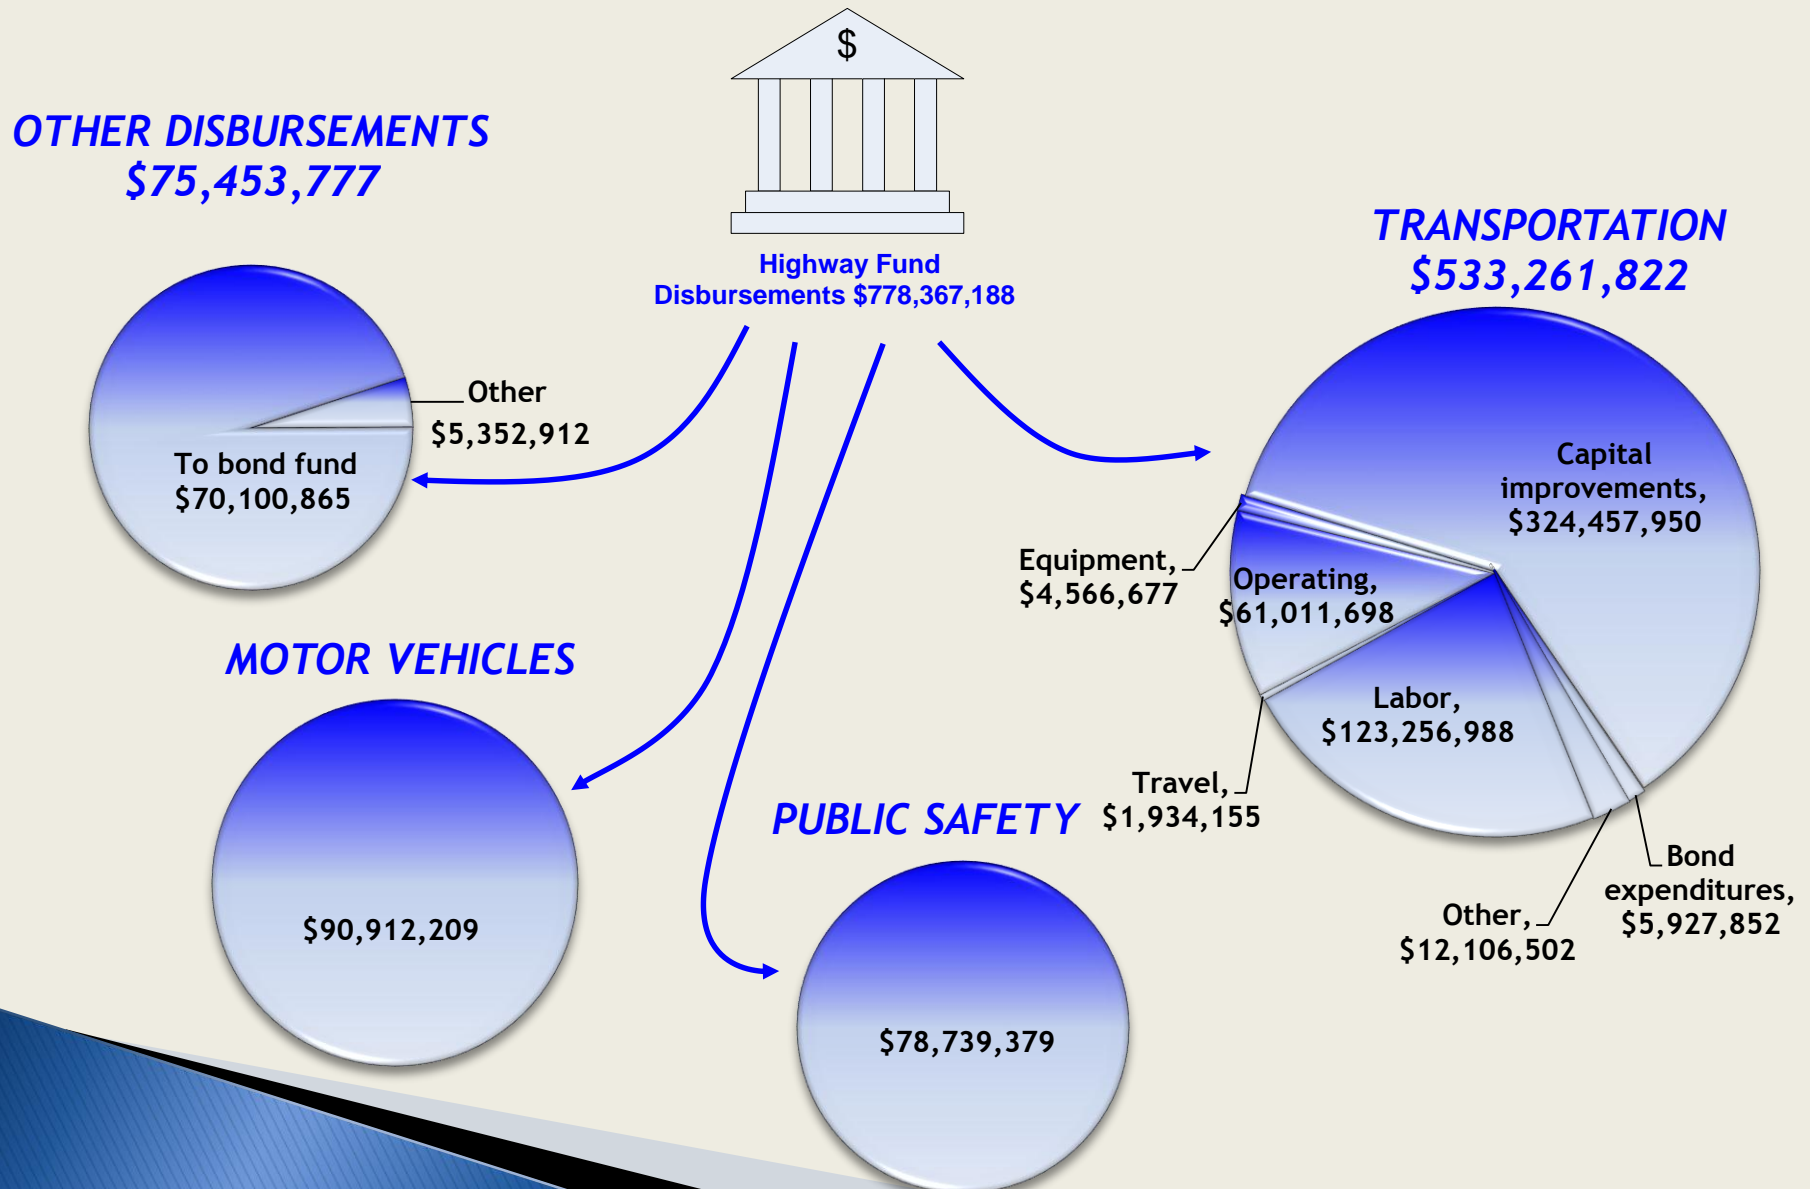 $
OTHER DISBURSEMENTS
$75,453,777
Highway Fund
Disbursements $778,367,188
TRANSPORTATION
$533,261,822
Other
$5,352,912
To bond fund
$70,100,865
Capital
improvements,
$324,457,950
Equipment,
$4,566,677
Operating,
$61,011,698
Labor,
$123,256,988
Travel,
$1,934,155
Bond
expenditures,
$5,927,852
Other,
$12,106,502
MOTOR VEHICLES
$90,912,209
PUBLIC SAFETY
$78,739,379